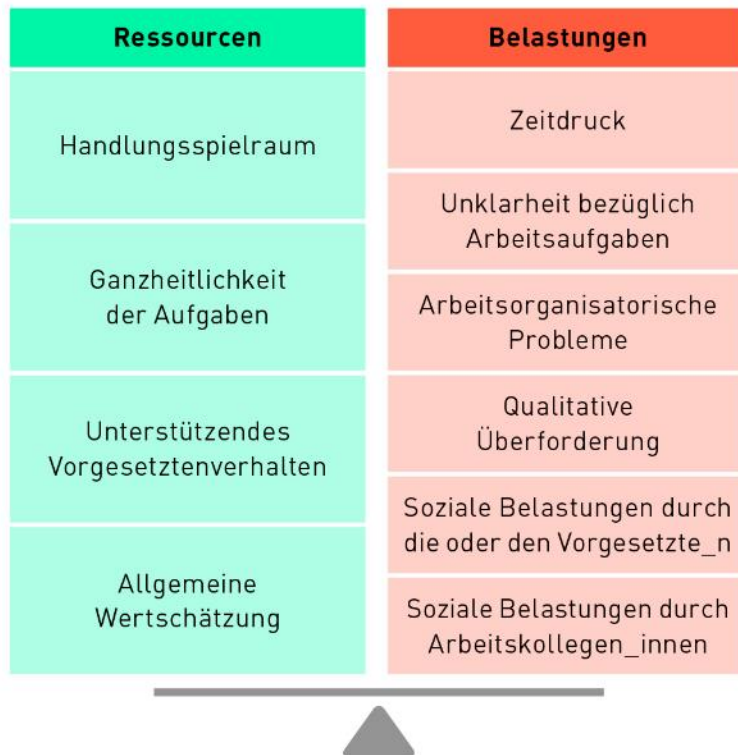 Ressourcen
Handlungsspielraum
Ganzheitlichkeit
der Aufgaben
Unterstützendes
Vorgesetztenverhalten
Allgemeine
Wertschätzung
Belastungen
Zeitdruck
Unklarheit bezüglich
Arbeitsaufgaben
Arbeitsorganisatorische
Probleme
Qualitative
Überforderung
Soziale Belastungen durch
die oder den Vorgesetzte_n
Soziale Belastungen durch
Arbeitskollegen_innen